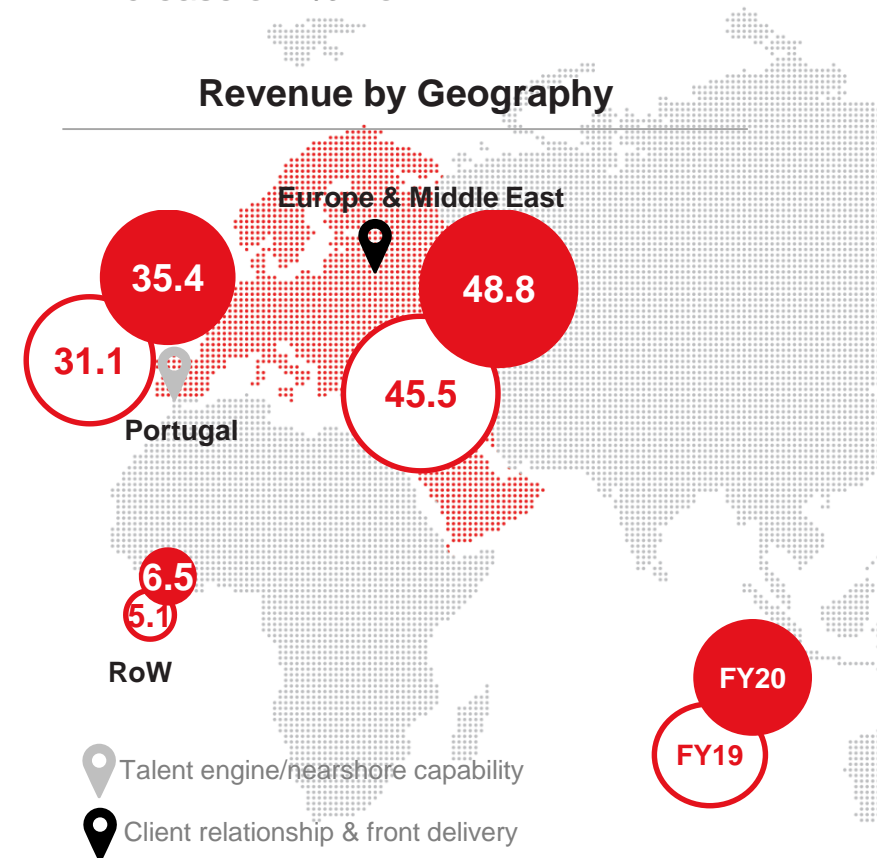 Revenue by Geography
Europe & Middle East
35.4
48.8
31.1
45.5
Portugal
6.5
5.1
RoW
FY20
FY19
Talent engine/nearshore capability
Client relationship & front delivery